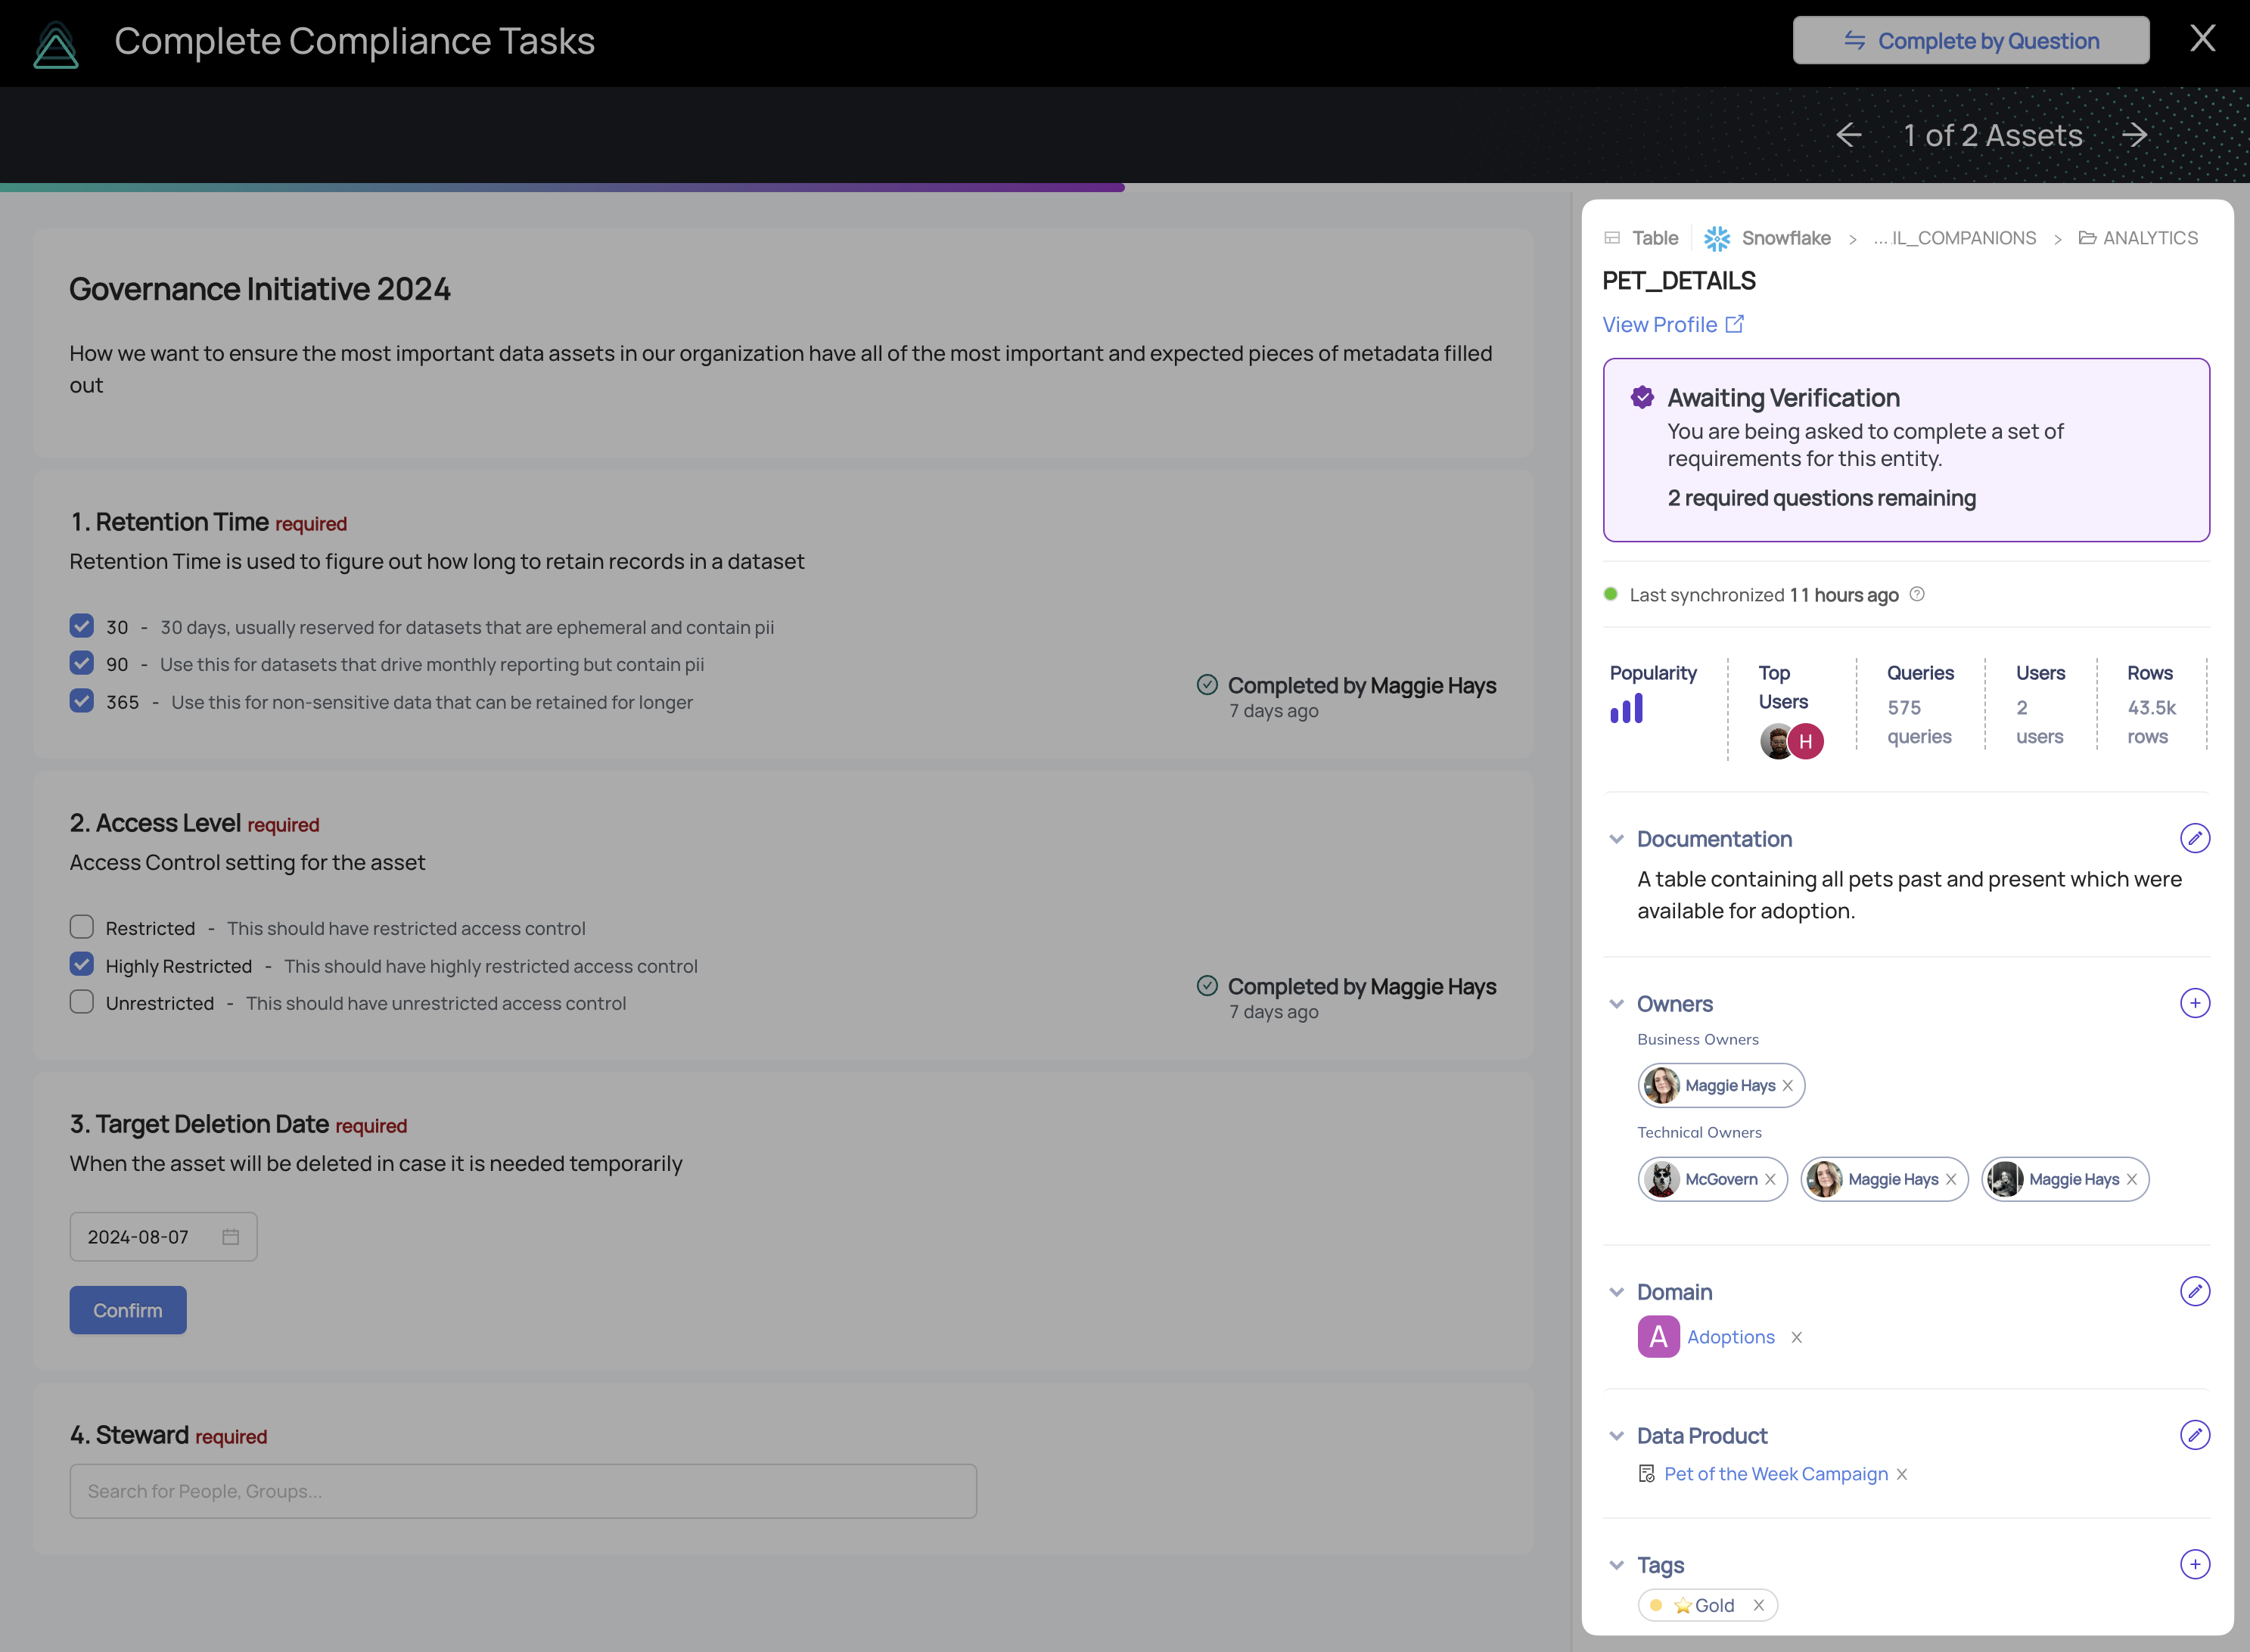 Complete Compliance Tasks
Complete by Question
1 of 2 Assets
Governance Initiative 2024
How we want to ensure the most important data assets in our organization have all of the most important and expected pieces of metadata filled
out
1. Retention Time required
Retention Time is used to figure out how long to retain records in a dataset
30 - 30 days, usually reserved for datasets that are ephemeral and contain pii
90 - Use this for datasets that drive monthly reporting but contain pii
365 - Use this for non-sensitive data that can be retained for longer
Completed by Maggie Hays
7 days ago
2. Access Level required
Access Control setting for the asset
Restricted - This should have restricted access control
Highly Restricted - This should have highly restricted access control
Unrestricted - This should have unrestricted access control
Completed by Maggie Hays
7 days ago
3. Target Deletion Date required
When the asset will be deleted in case it is needed temporarily
2024-08-07
Confirm
4. Steward required
Search for People, Groups...
Table Snowflake > ...IL_COMPANIONS > ANALYTICS
PET_DETAILS
View Profile
Awaiting Verification
You are being asked to complete a set of
requirements for this entity.
2 required questions remaining
Last synchronized 11 hours ago
Popularity
Top
Users
H
Queries
575
queries
Users
2
users
Rows
43.5k
rows
Documentation
A table containing all pets past and present which were
available for adoption.
Owners
Business Owners
Maggie Hays
Technical Owners
McGovern Maggie Hays Maggie Hays
Domain
A Adoptions
Data Product
Pet of the Week Campaign
Tags
Gold